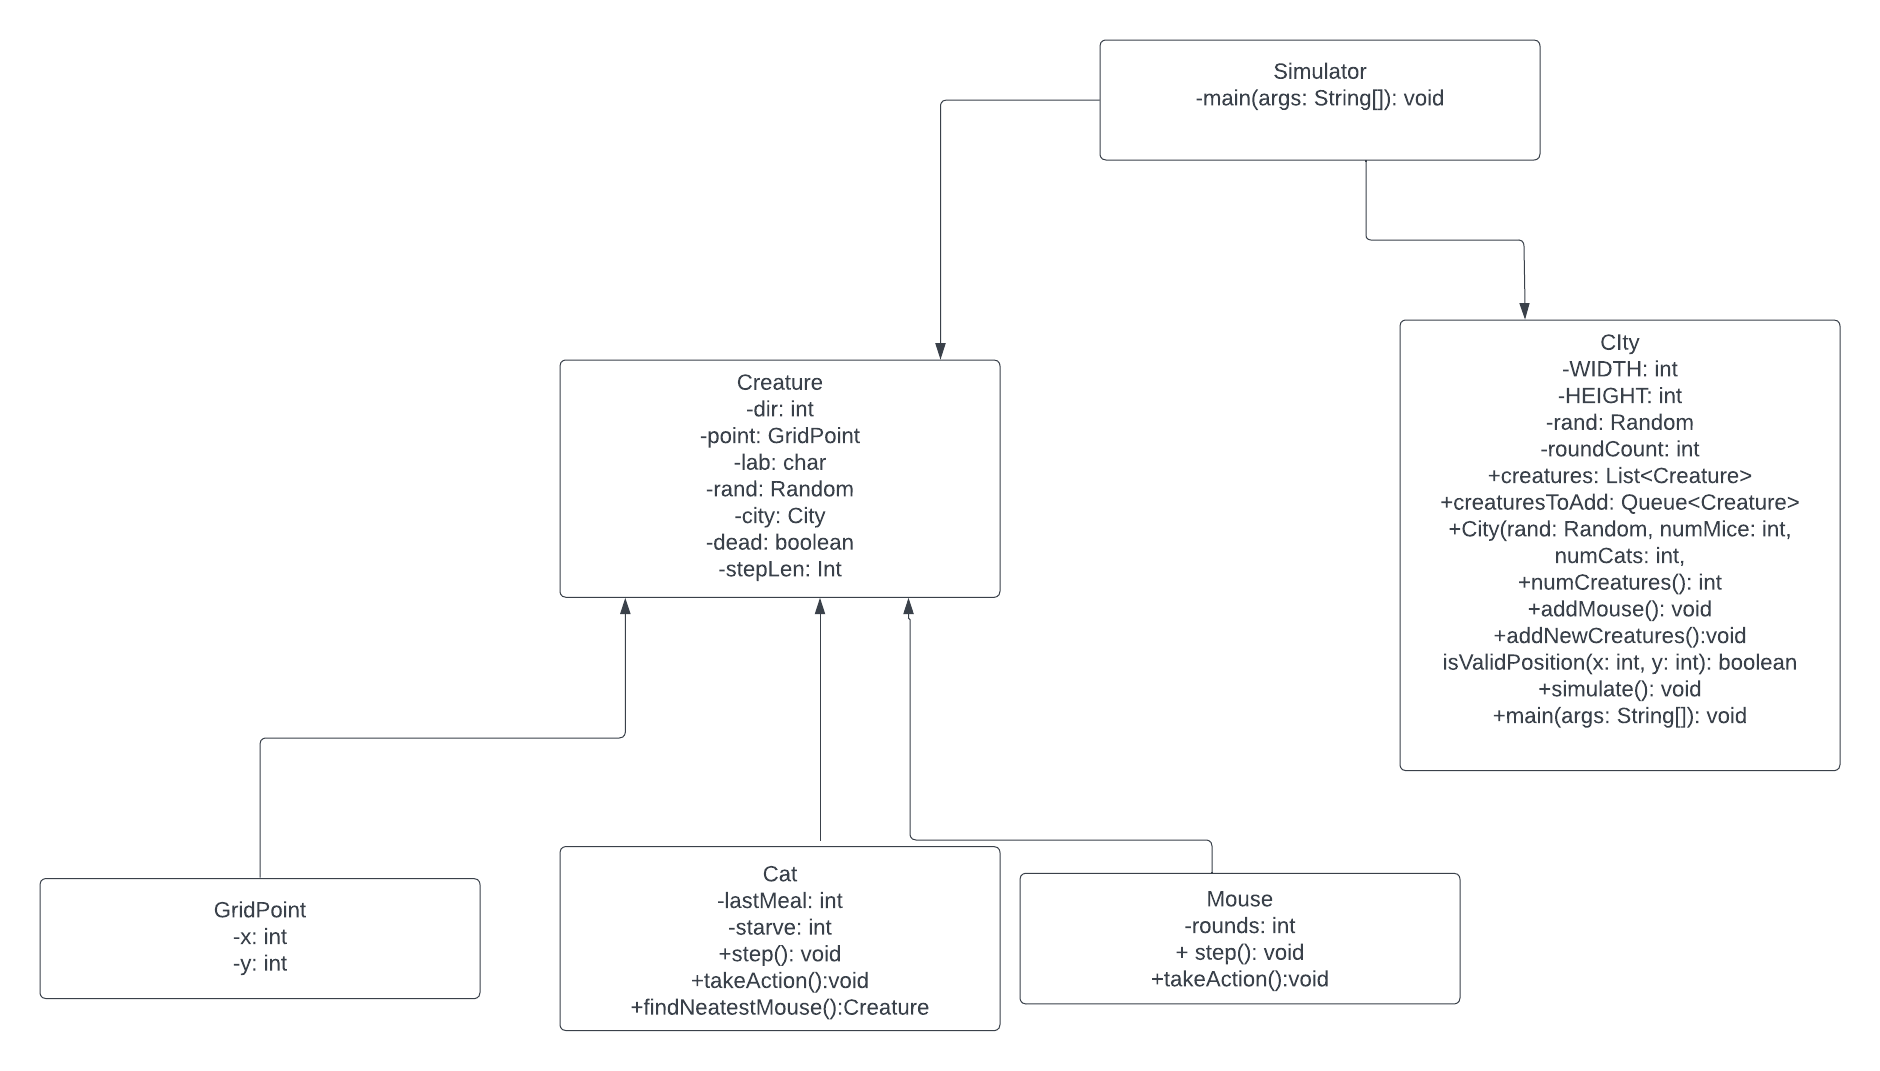 Simulator
-main(args: String[]): void
Creature
-dir: int
-point: GridPoint
-lab: char
-rand: Random
-city: City
-dead: boolean
-stepLen: Int
CIty
-WIDTH: int
-HEIGHT: int
-rand: Random
-roundCount: int
+creatures: List<Creature>
+creaturesToAdd: Queue<Creature>
+City(rand: Random, numMice: int,
numCats: int,
+numCreatures(): int
+addMouse(): void
+addNewCreatures():void
isValidPosition(x: int, y: int): boolean
+simulate(): void
+main(args: String[]): void
GridPoint
-x: int
-y: int
Cat
-lastMeal: int
-starve: int
+step(): void
+takeAction():void
+findNeatestMouse():Creature
Mouse
-rounds: int
+ step(): void
+takeAction():void